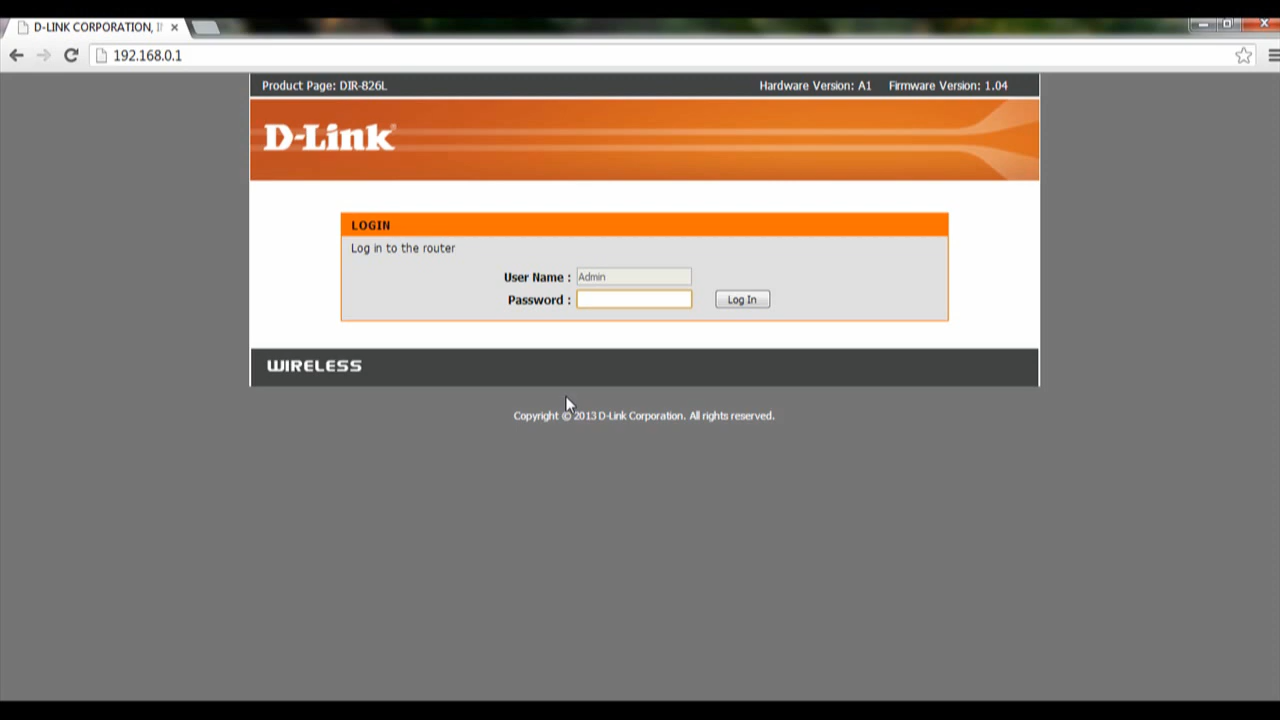 D-LINK CORPORATION, I
192.168.0.1
Product Page: DIR-826L Hardware Version: A1 Firmware Version: 1.04
D-Link
LOGIN
Log in to the router
User Name : Admin
Password : Log In
WIRELESS
Copyright © 2013 D-Link Corporation. All rights reserved.